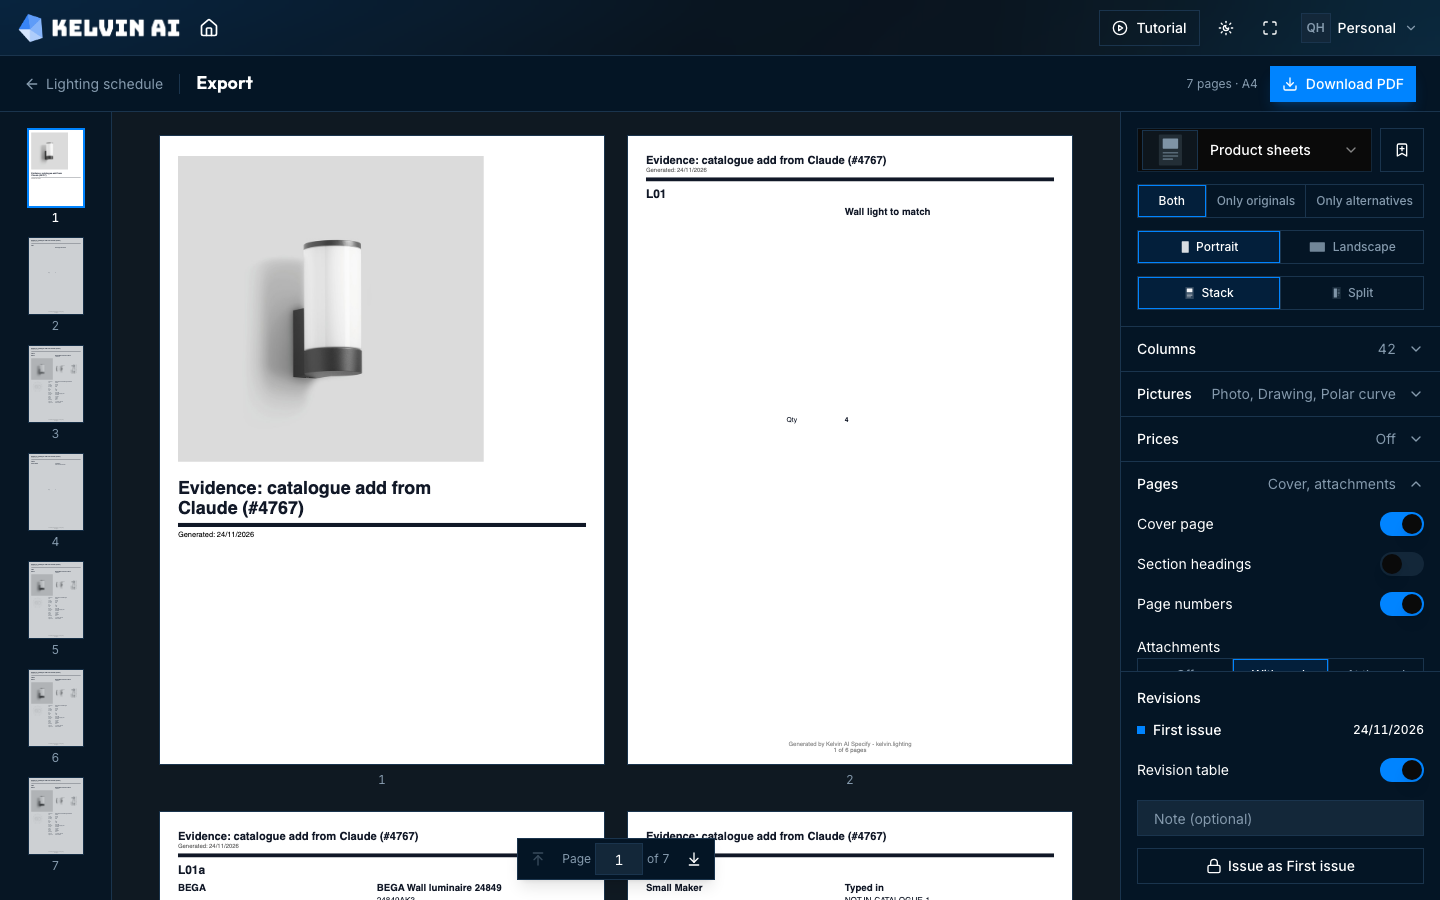 KELVIN AI
Tutorial
QH
Personal
Lighting schedule
Export
7 pages · A4
Download PDF
1
2
3
4
5
6
7
Evidence: catalogue add from
Claude (#4767)
Generated: 24/11/2026
1
Evidence: catalogue add from Claude (#4767)
Generated: 24/11/2026
L01
Wall light to match
Qty 4
Generated by Kelvin AI Specify - kelvin.lighting
1 of 6 pages
2
Evidence: catalogue add from Claude (#4767)
Generated: 24/11/2026
L01a
BEGA BEGA Wall luminaire 24849
Evidence: catalogue add from Claude (#4767)
Small Maker Typed in
Page 1 of 7
Product sheets
Both Only originals Only alternatives
Portrait Landscape
Stack Split
Columns 42
Pictures Photo, Drawing, Polar curve
Prices Off
Pages Cover, attachments
Cover page
Section headings
Page numbers
Attachments
Revisions
First issue 24/11/2026
Revision table
Note (optional)
Issue as First issue